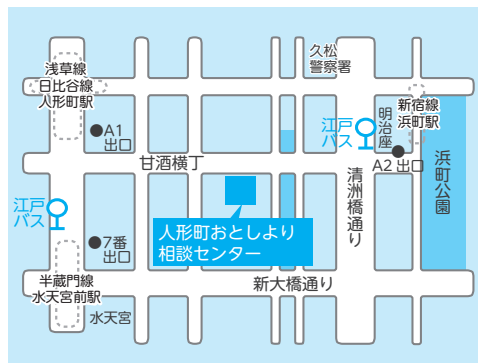 浅草線
日比谷線
人形町駅
久松
警察署
新宿線
浜町駅
A1
出口
江戸
バス
明治座
甘酒横丁
A2 出口
浜町公園
清洲橋通り
江戸
バス
人形町おとしより
相談センター
7番
出口
半蔵門線
水天宮前駅
新大橋通り
水天宮